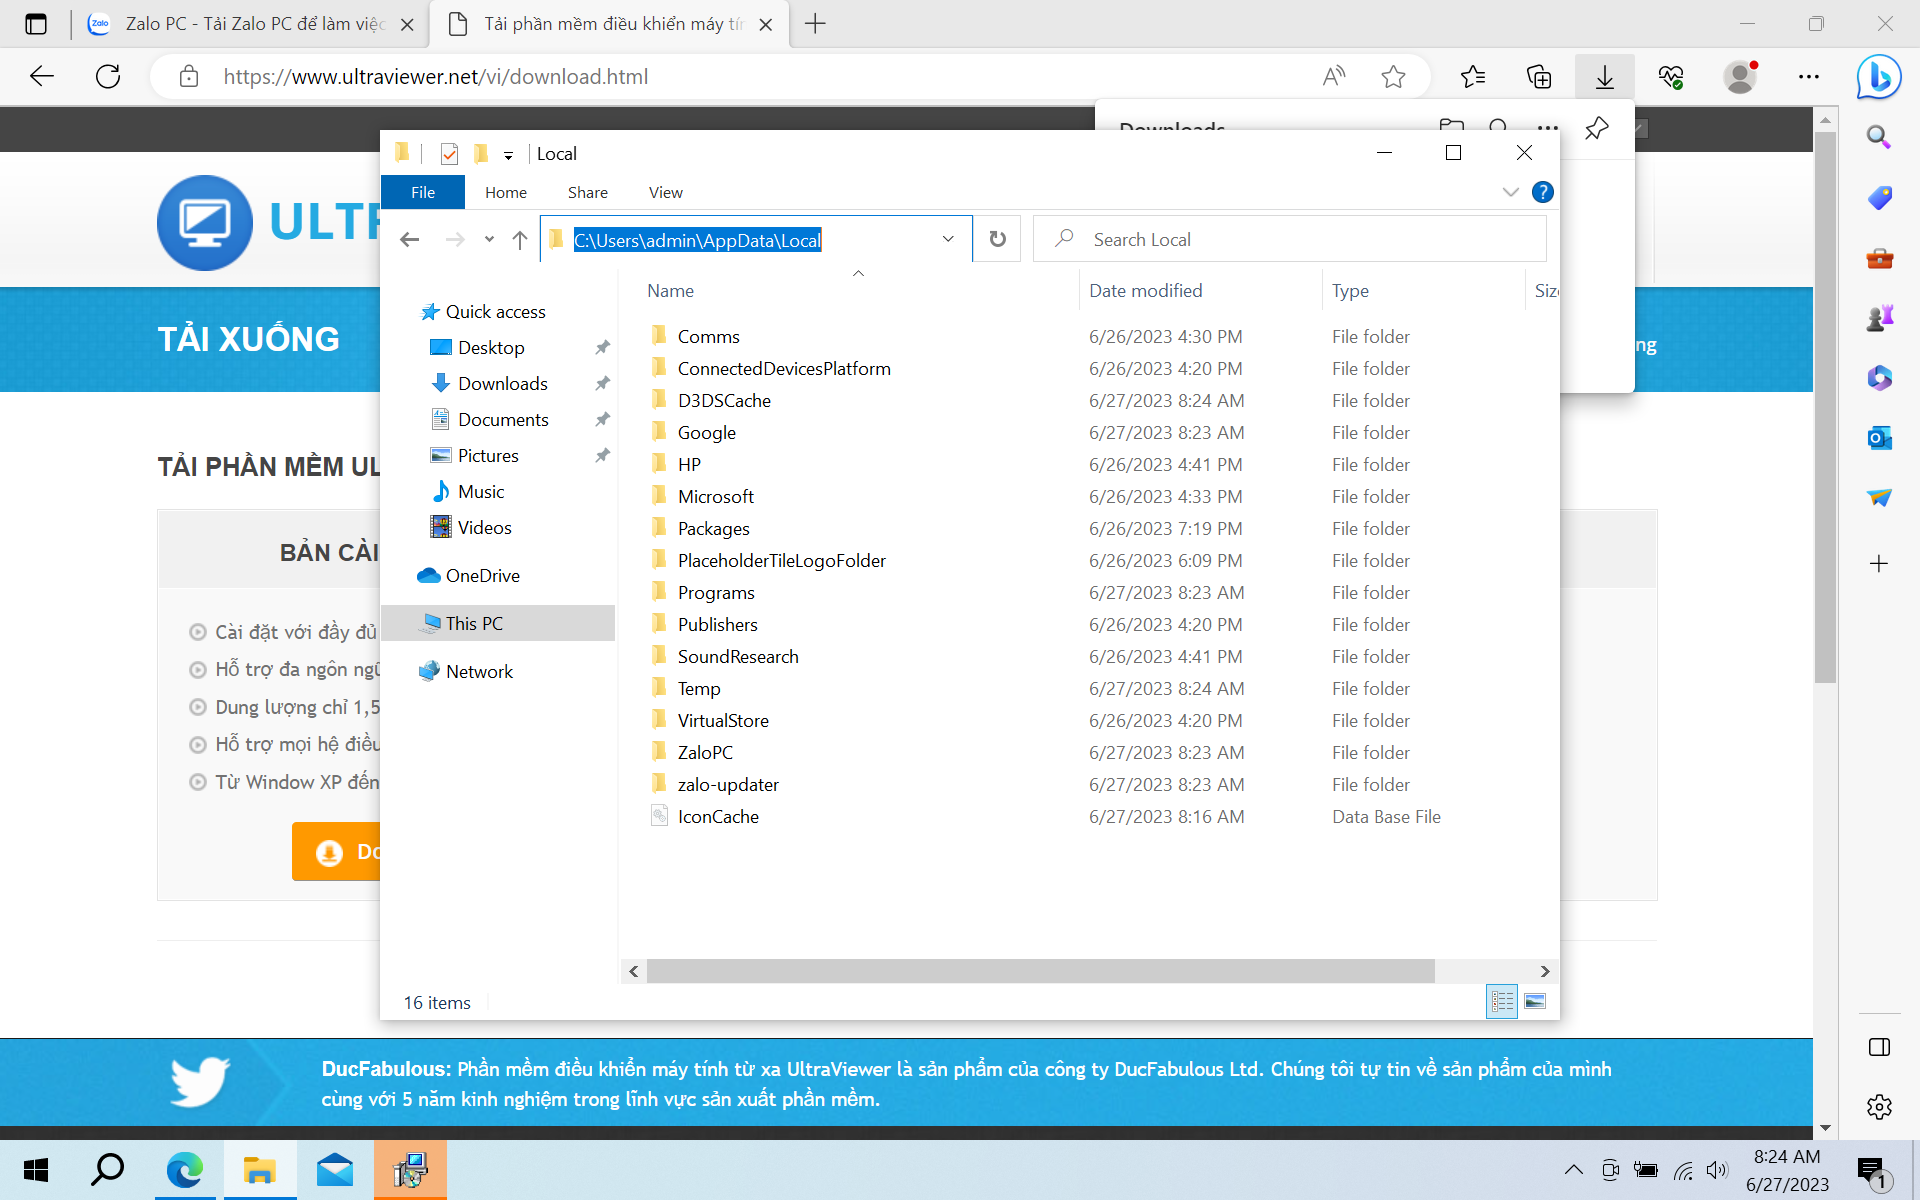 Zalo PC - Tải Zalo PC để làm việc
Tải phần mềm điều khiển máy tín
https://www.ultraviewer.net/vi/download.html
Downloads
Local
File
Home
Share
View
C:\Users\admin\AppData\Local
Search Local
ULTR
TẢI XUỐNG
ng
TẢI PHẦN MỀM UL
BẢN CÀI
Cài đặt với đầy đủ
Hỗ trợ đa ngôn ngữ
Dung lượng chỉ 1,5
Hỗ trợ mọi hệ điều
Từ Window XP đến
Do
Quick access
Desktop
Downloads
Documents
Pictures
Music
Videos
OneDrive
This PC
Network
Name Date modified Type Siz
Comms 6/26/2023 4:30 PM File folder
ConnectedDevicesPlatform 6/26/2023 4:20 PM File folder
D3DSCache 6/27/2023 8:24 AM File folder
Google 6/27/2023 8:23 AM File folder
HP 6/26/2023 4:41 PM File folder
Microsoft 6/26/2023 4:33 PM File folder
Packages 6/26/2023 7:19 PM File folder
PlaceholderTileLogoFolder 6/26/2023 6:09 PM File folder
Programs 6/27/2023 8:23 AM File folder
Publishers 6/26/2023 4:20 PM File folder
SoundResearch 6/26/2023 4:41 PM File folder
Temp 6/27/2023 8:24 AM File folder
VirtualStore 6/26/2023 4:20 PM File folder
ZaloPC 6/27/2023 8:23 AM File folder
zalo-updater 6/27/2023 8:23 AM File folder
IconCache 6/27/2023 8:16 AM Data Base File
16 items
DucFabulous: Phần mềm điều khiển máy tính từ xa UltraViewer là sản phẩm của công ty DucFabulous Ltd. Chúng tôi tự tin về sản phẩm của mình
cùng với 5 năm kinh nghiệm trong lĩnh vực sản xuất phần mềm.
8:24 AM
6/27/2023
1